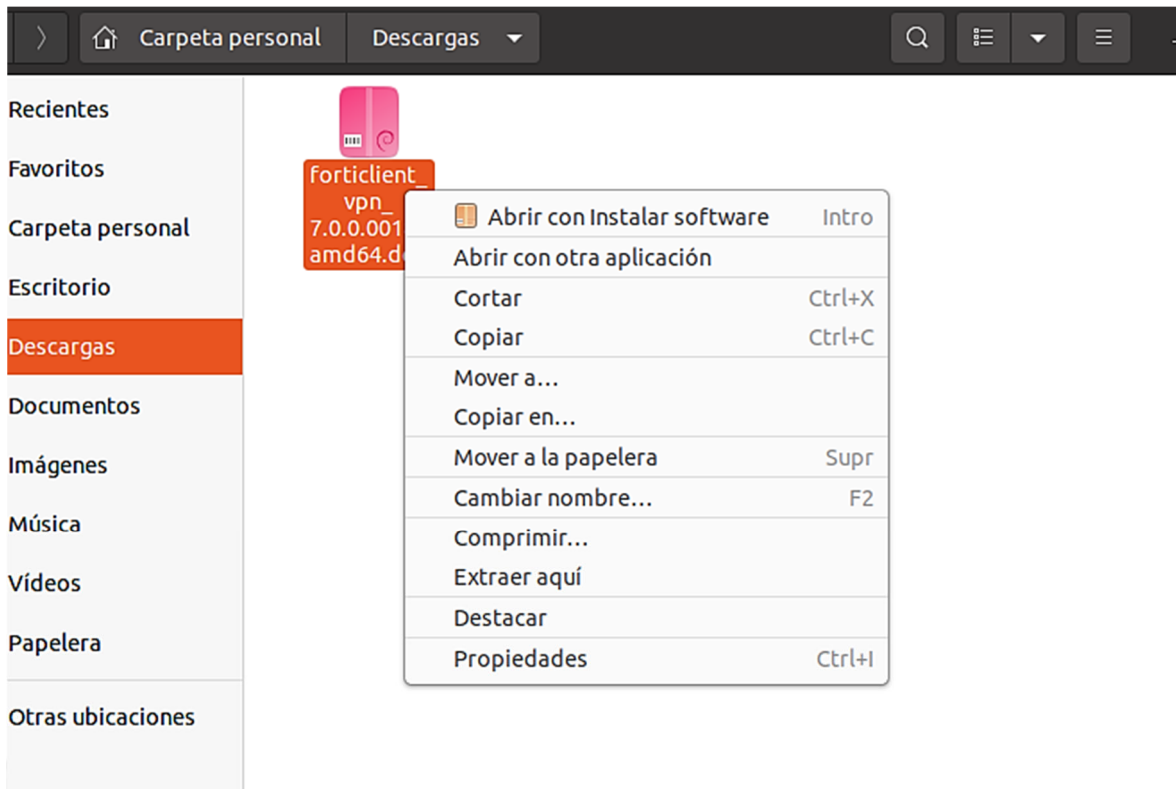 Carpeta personal Descargas
Recientes
Favoritos
Carpeta personal
Escritorio
Descargas
Documentos
Imágenes
Música
Vídeos
Papelera
Otras ubicaciones
forticlient_
vpn_
7.0.0.001
amd64.d
Abrir con Instalar software Intro
Abrir con otra aplicación
Cortar Ctrl+X
Copiar Ctrl+C
Mover a...
Copiar en...
Mover a la papelera Supr
Cambiar nombre... F2
Comprimir...
Extraer aquí
Destacar
Propiedades Ctrl+I